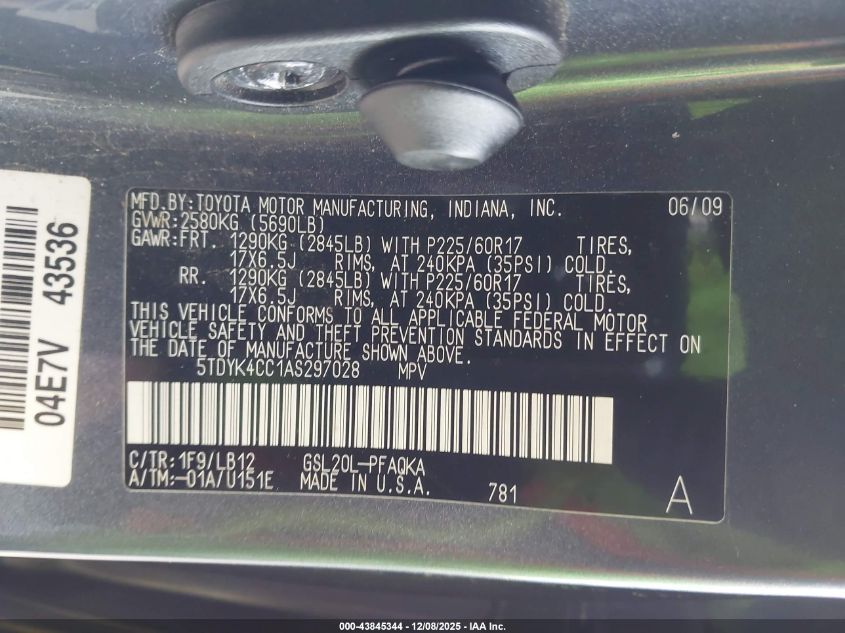 MFD.BY:TOYOTA MOTOR MANUFACTURING, INDIANA, INC. 06/09
GVWR:2580KG (5690LB)
GAWR:FRT. 1290KG (2845LB) WITH P225/60R17 TIRES,
17X6.5J RIMS, AT 240KPA (35PSI) COLD.
RR. 1290KG (2845LB) WITH P225/60R17 TIRES,
17X6.5J RIMS, AT 240KPA (35PSI) COLD.
THIS VEHICLE CONFORMS TO ALL APPLICABLE FEDERAL MOTOR
VEHICLE SAFETY AND THEFT PREVENTION STANDARDS IN EFFECT ON
THE DATE OF MANUFACTURE SHOWN ABOVE.
5TDYK4CC1AS297028 MPV
C/TR:1F9/LB12 GSL20L-PFAQKA
A/TM:-01A/U151E MADE IN U.S.A. 781 A
04E7V 43536
000-43845344 | 12/08/2025 | IAA Inc.